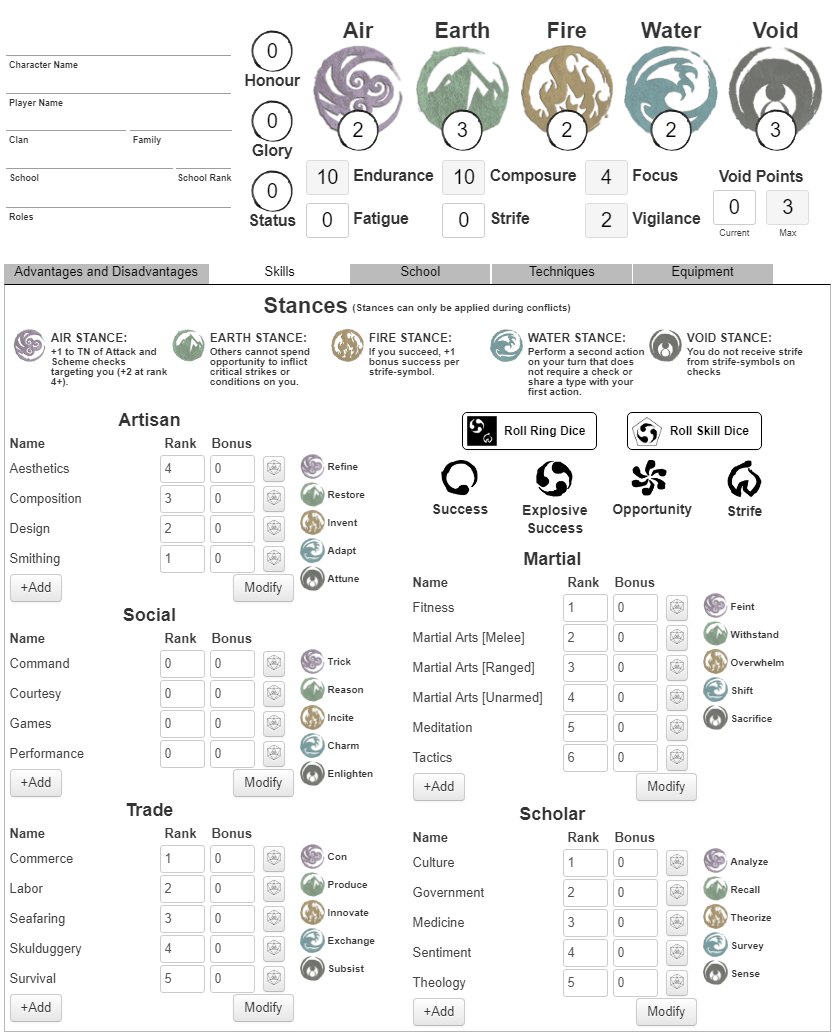 Air Earth Fire Water Void
0
Honour
Character Name
Player Name
0
Glory
2 3 2 2 3
Clan Family
School School Rank
0
Status
Roles
10 Endurance 10 Composure 4 Focus Void Points
0 Fatigue 0 Strife 2 Vigilance 0 3
Current Max
Advantages and Disadvantages Skills School Techniques Equipment
Stances (Stances can only be applied during conflicts)
AIR STANCE:
+1 to TN of Attack and
Scheme checks
targeting you (+2 at rank
4+).
EARTH STANCE:
Others cannot spend
opportunity to inflict
critical strikes or
conditions on you.
FIRE STANCE:
If you succeed, +1
bonus success per
strife-symbol.
WATER STANCE:
Perform a second action
on your turn that does
not require a check or
share a type with your
first action.
VOID STANCE:
You do not receive strife
from strife-symbols on
checks
Artisan
Name Rank Bonus
Aesthetics 4 0 Refine
Composition 3 0 Restore
Design 2 0 Invent
Smithing 1 0 Adapt
+Add Modify Attune
Social
Name Rank Bonus
Command 0 0 Trick
Courtesy 0 0 Reason
Games 0 0 Incite
Performance 0 0 Charm
+Add Modify Enlighten
Trade
Name Rank Bonus
Commerce 1 0 Con
Labor 2 0 Produce
Seafaring 3 0 Innovate
Skulduggery 4 0 Exchange
Survival 5 0 Subsist
+Add Modify
Roll Ring Dice Roll Skill Dice
Success Explosive Success Opportunity Strife
Martial
Name Rank Bonus
Fitness 1 0 Feint
Martial Arts [Melee] 2 0 Withstand
Martial Arts [Ranged] 3 0 Overwhelm
Martial Arts [Unarmed] 4 0 Shift
Meditation 5 0 Sacrifice
Tactics 6 0
+Add Modify
Scholar
Name Rank Bonus
Culture 1 0 Analyze
Government 2 0 Recall
Medicine 3 0 Theorize
Sentiment 4 0 Survey
Theology 5 0 Sense
+Add Modify